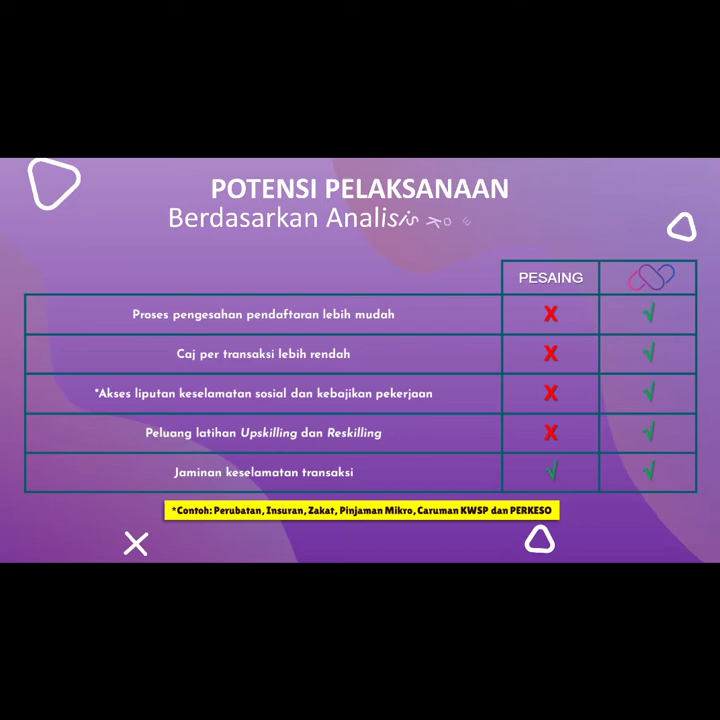 POTENSI PELAKSANAAN
Berdasarkan Analisis
PESAING
Proses pengesahan pendaftaran lebih mudah X √
Caj per transaksi lebih rendah X √
*Akses liputan keselamatan sosial dan kebajikan pekerjaan X √
Peluang latihan Upskilling dan Reskilling X √
Jaminan keselamatan transaksi √ √
*Contoh: Perubatan, Insuran, Zakat, Pinjaman Mikro, Caruman KWSP dan PERKESO